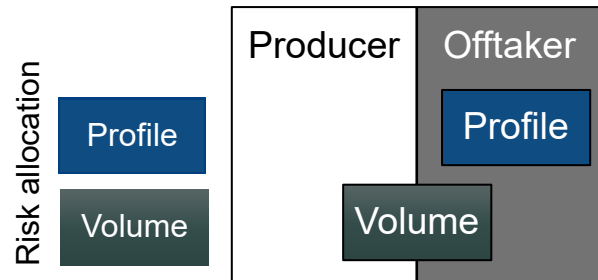 Risk allocation
Producer
Offtaker
Profile
Profile
Volume
Volume